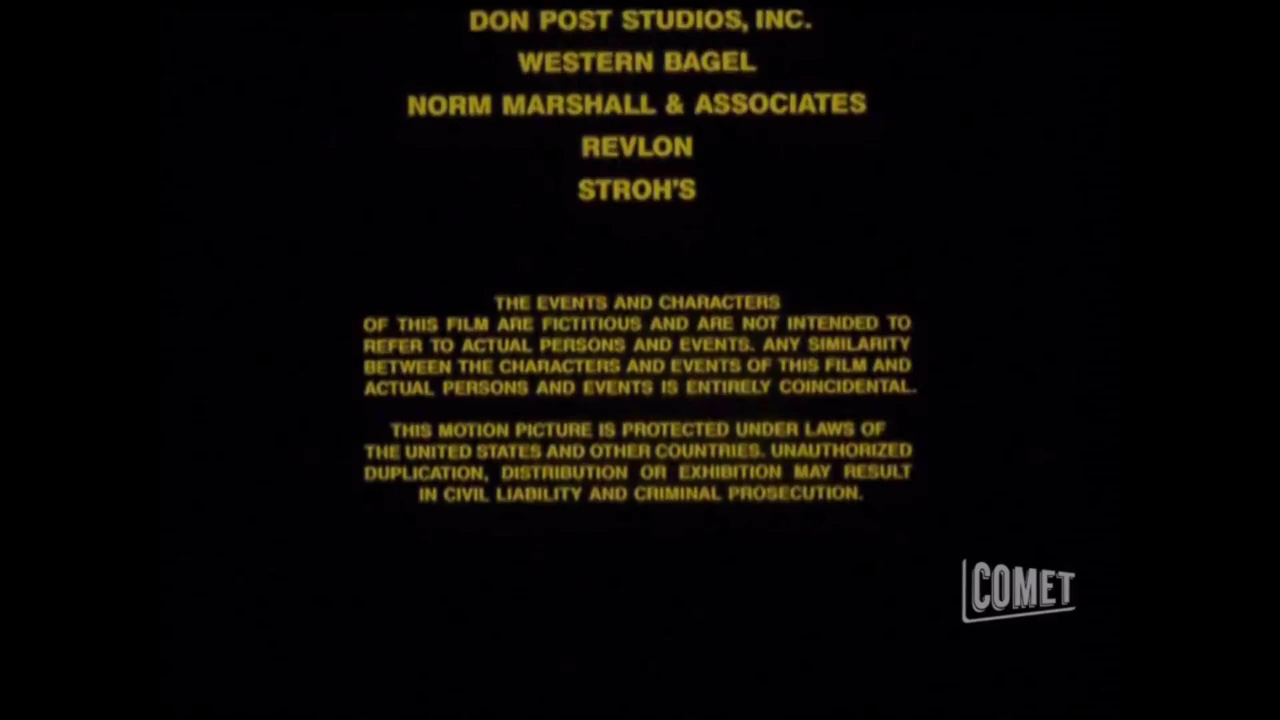 DON POST STUDIOS, INC.
WESTERN BAGEL
NORM MARSHALL & ASSOCIATES
REVLON
STROH'S
THE EVENTS AND CHARACTERS
OF THIS FILM ARE FICTITIOUS AND ARE NOT INTENDED TO
REFER TO ACTUAL PERSONS AND EVENTS. ANY SIMILARITY
BETWEEN THE CHARACTERS AND EVENTS OF THIS FILM AND
ACTUAL PERSONS AND EVENTS IS ENTIRELY COINCIDENTAL.
THIS MOTION PICTURE IS PROTECTED UNDER LAWS OF
THE UNITED STATES AND OTHER COUNTRIES. UNAUTHORIZED
DUPLICATION, DISTRIBUTION OR EXHIBITION MAY RESULT
IN CIVIL LIABILITY AND CRIMINAL PROSECUTION.
COMET